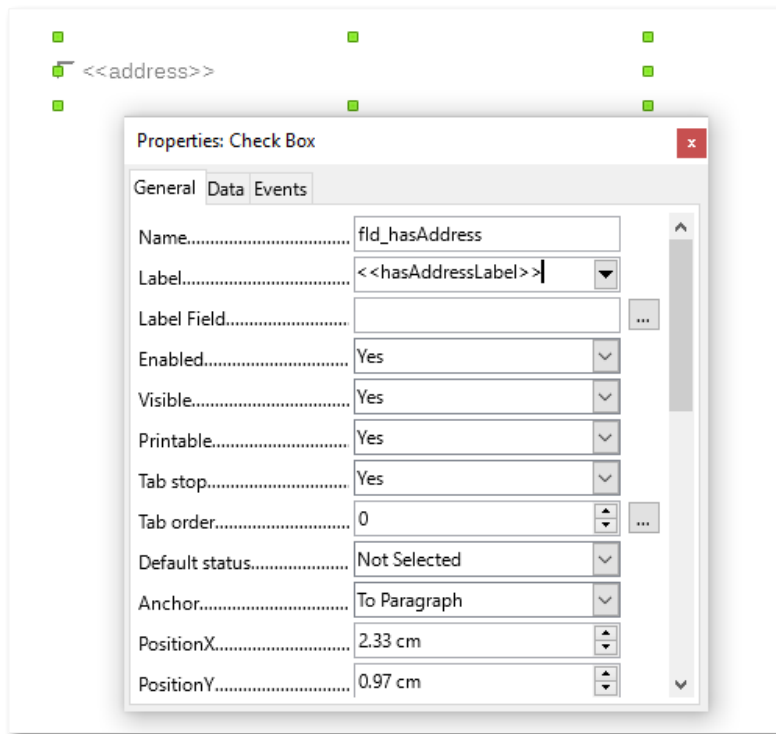 <<address>>
Properties: Check Box
x
General Data Events
Name................................... fld_hasAddress
Label.................................... <<hasAddressLabel>>
Label Field.......................... ...
Enabled............................... Yes
Visible.................................. Yes
Printable.............................. Yes
Tab stop............................... Yes
Tab order............................. 0 ...
Default status..................... Not Selected
Anchor................................ To Paragraph
PositionX............................. 2.33 cm
PositionY............................. 0.97 cm